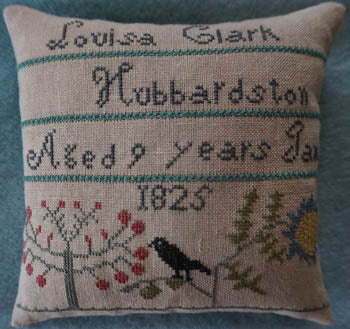 Louisa Clark
Hubbardston
Aged 9 years Jan
1825